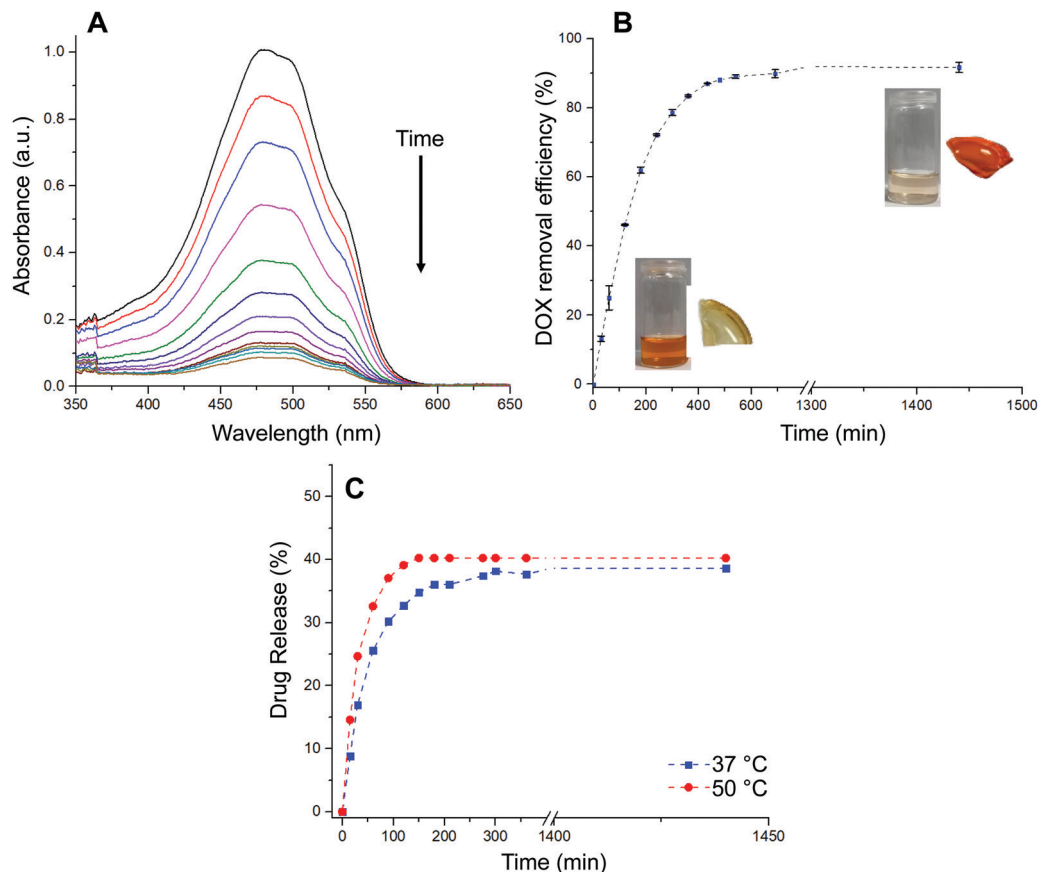 A
1.0
0.8
0.6
0.4
0.2
0.0
Absorbance (a.u.)
Time
350 400 450 500 550 600 650
Wavelength (nm)
B
100
80
60
40
20
0
DOX removal efficiency (%)
0 200 400 600 800 1300 1400 1500
Time (min)
C
50
40
30
20
10
0
Drug Release (%)
37 °C
50 °C
0 100 200 300 1400 1450
Time (min)